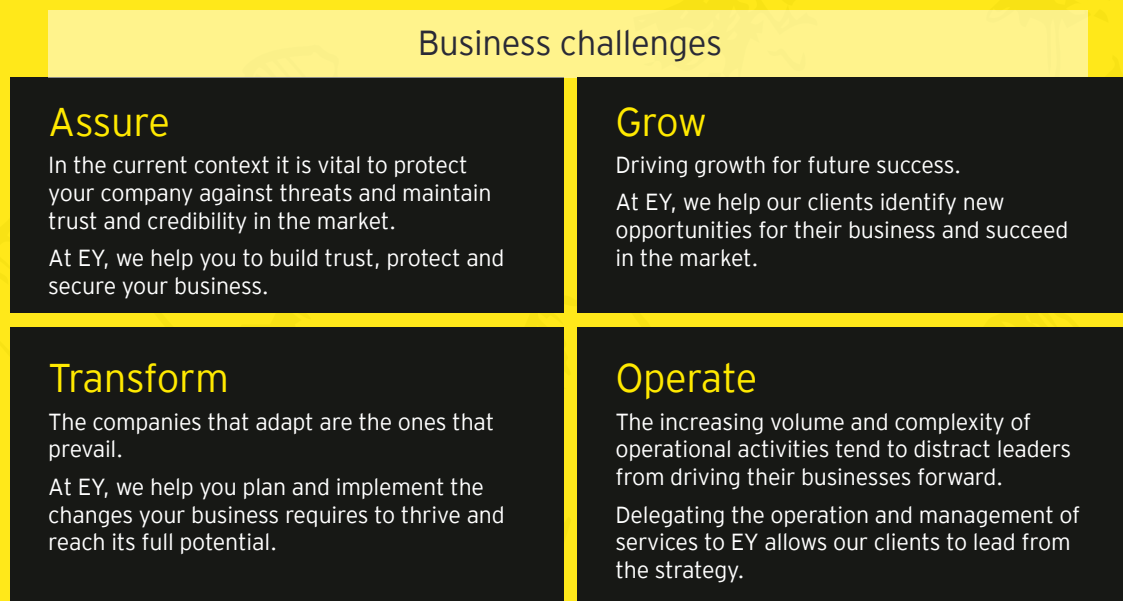 Business challenges
Assure
In the current context it is vital to protect
your company against threats and maintain
trust and credibility in the market.
At EY, we help you to build trust, protect and
secure your business.
Grow
Driving growth for future success.
At EY, we help our clients identify new
opportunities for their business and succeed
in the market.
Transform
The companies that adapt are the ones that
prevail.
At EY, we help you plan and implement the
changes your business requires to thrive and
reach its full potential.
Operate
The increasing volume and complexity of
operational activities tend to distract leaders
from driving their businesses forward.
Delegating the operation and management of
services to EY allows our clients to lead from
the strategy.